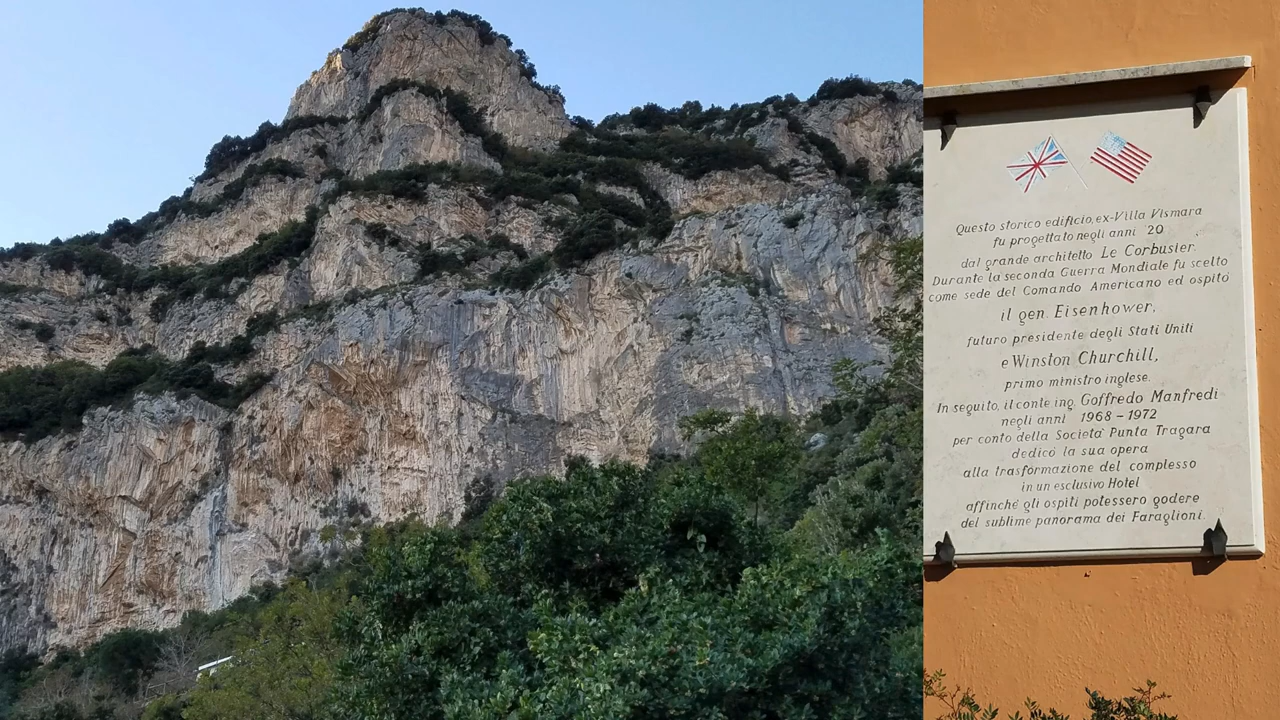 Questo storico edificio, ex-Villa Vismara
fu progettato negli anni 20
dal grande architetto Le Corbusier.
Durante la seconda Guerra Mondiale fu scelto
come sede del Comando Americano ed ospitò
il gen. Eisenhower,
futuro presidente degli Stati Uniti
e Winston Churchill,
primo ministro inglese.
In seguito, il conte ing. Goffredo Manfredi
negli anni 1968 - 1972
per conto della Società Punta Tragara
dedicò la sua opera
alla trasformazione del complesso
in un esclusivo Hotel
affinchè gli ospiti potessero godere
del sublime panorama dei Faraglioni.